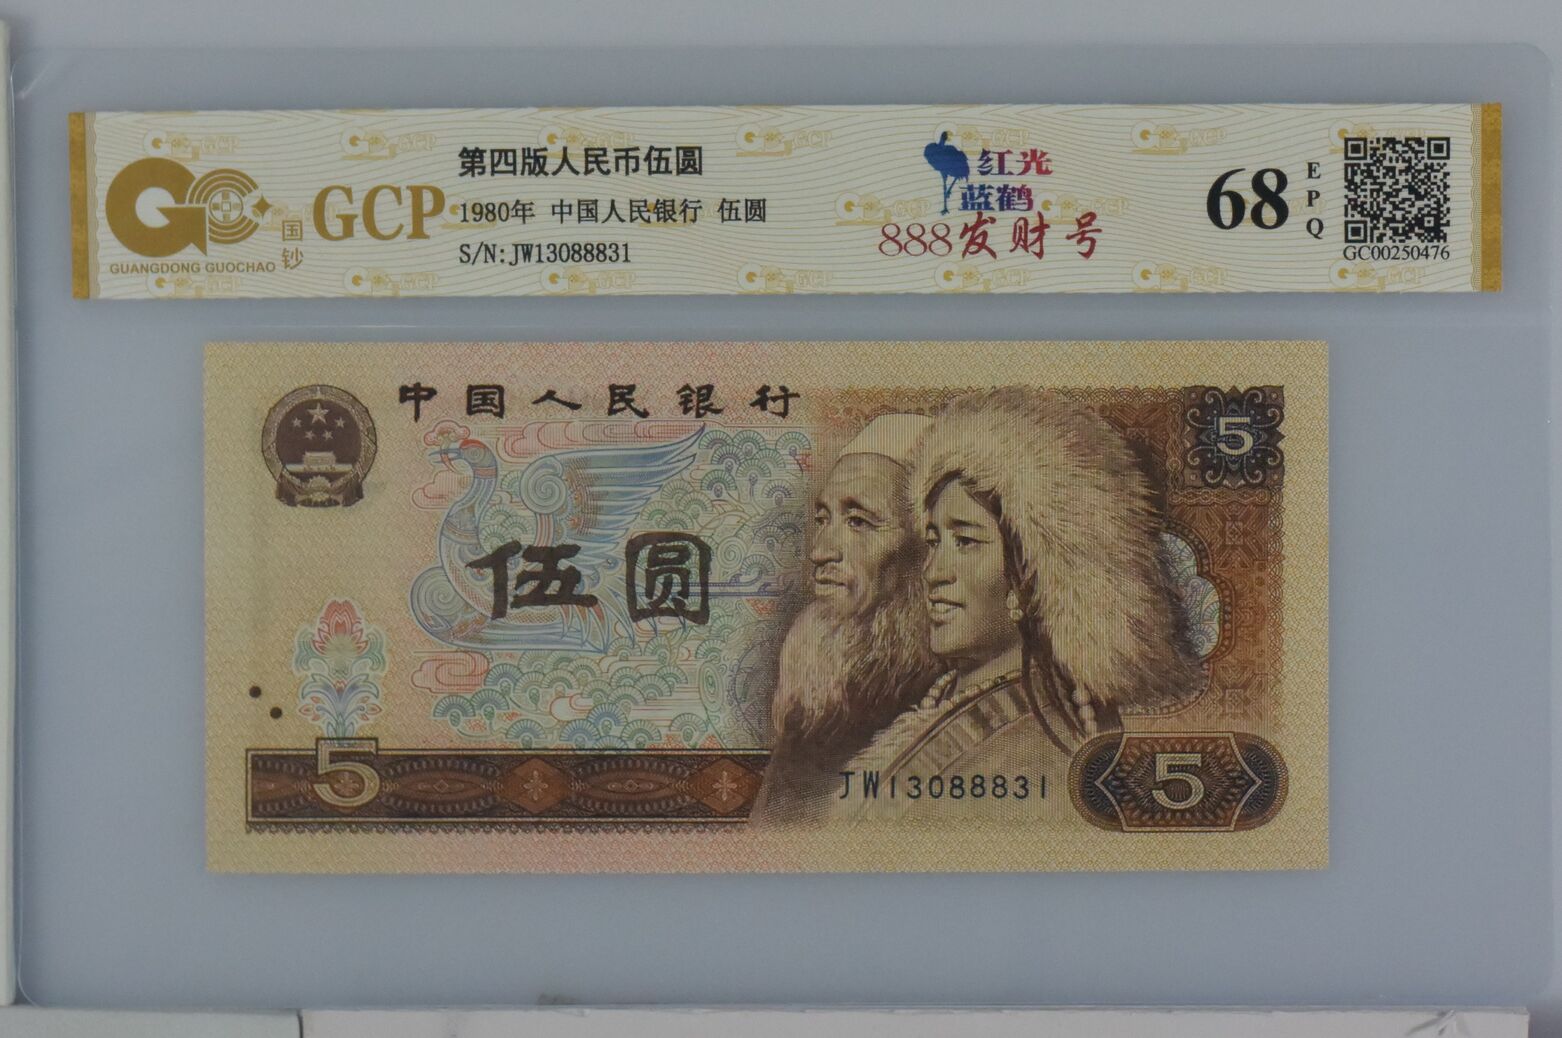 GUANGDONG GUOCHAO
国钞
GCP
第四版人民币伍圆
1980年 中国人民银行 伍圆
S/N:JW13088831
红光
蓝鹤
888发财号
68
EPQ
GC00250476
中国人民银行
5
伍圆
5
JW13088831
5